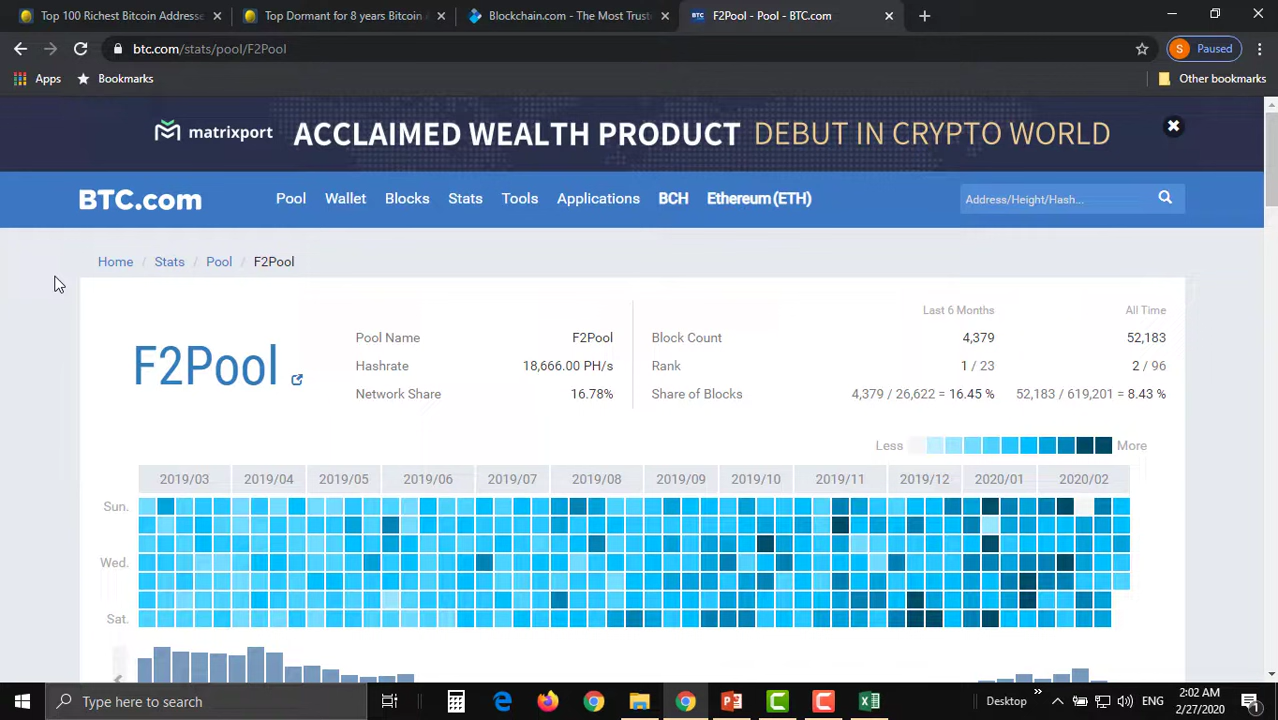 Top 100 Richest Bitcoin Addresse
Top Dormant for 8 years Bitcoin A
Blockchain.com - The Most Trust
F2Pool - Pool - BTC.com
btc.com/stats/pool/F2Pool
S Paused
Apps Bookmarks Other bookmarks
matrixport ACCLAIMED WEALTH PRODUCT DEBUT IN CRYPTO WORLD
BTC.com Pool Wallet Blocks Stats Tools Applications BCH Ethereum(ETH) Address/Height/Hash...
Home / Stats / Pool / F2Pool
Last 6 Months All Time
Pool Name F2Pool Block Count 4,379 52,183
F2Pool
Hashrate 18,666.00 PH/s Rank 1 / 23 2 / 96
Network Share 16.78% Share of Blocks 4,379 / 26,622 = 16.45 % 52,183 / 619,201 = 8.43 %
Less More
2019/03 2019/04 2019/05 2019/06 2019/07 2019/08 2019/09 2019/10 2019/11 2019/12 2020/01 2020/02
Sun.
Wed.
Sat.
Type here to search
Desktop » ENG
2:02 AM
2/27/2020
1